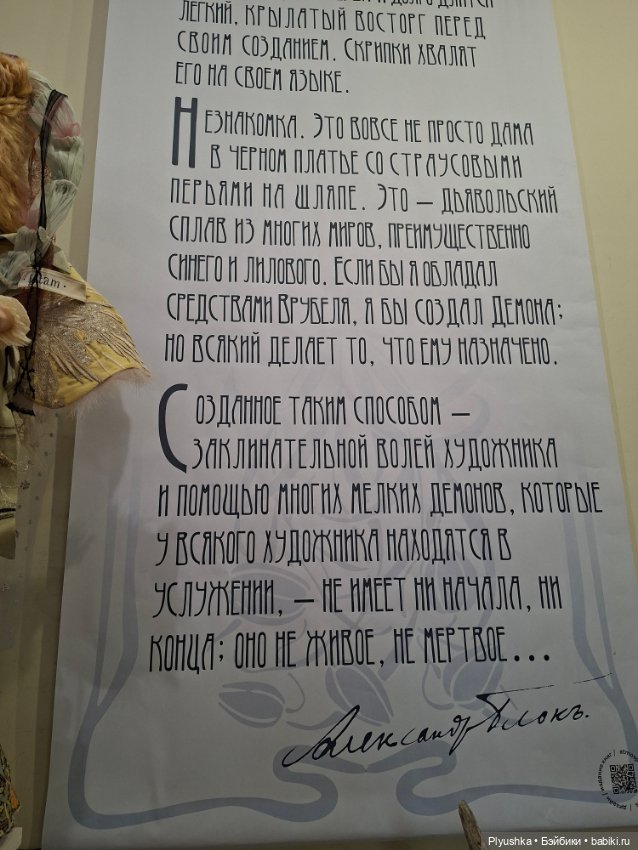 и долго длится
легкий, крылатый восторг перед
своим созданием. Скрипки хвалят
его на своем языке.
Незнакомка. Это вовсе не просто дама
в черном платье со страусовыми
перьями на шляпе. Это — дьявольский
сплав из многих миров, преимущественно
синего и лилового. Если бы я обладал
средствами Врубеля, я бы создал Демона;
но всякий делает то, что ему назначено.
Созданное таким способом —
заклинательной волей художника
и помощью многих мелких демонов, которые
у всякого художника находятся в
услужении, — не имеет ни начала, ни
конца; оно не живое, не мертвое...
Александр Блокъ.
Plyushka • Бэйбики • babiki.ru